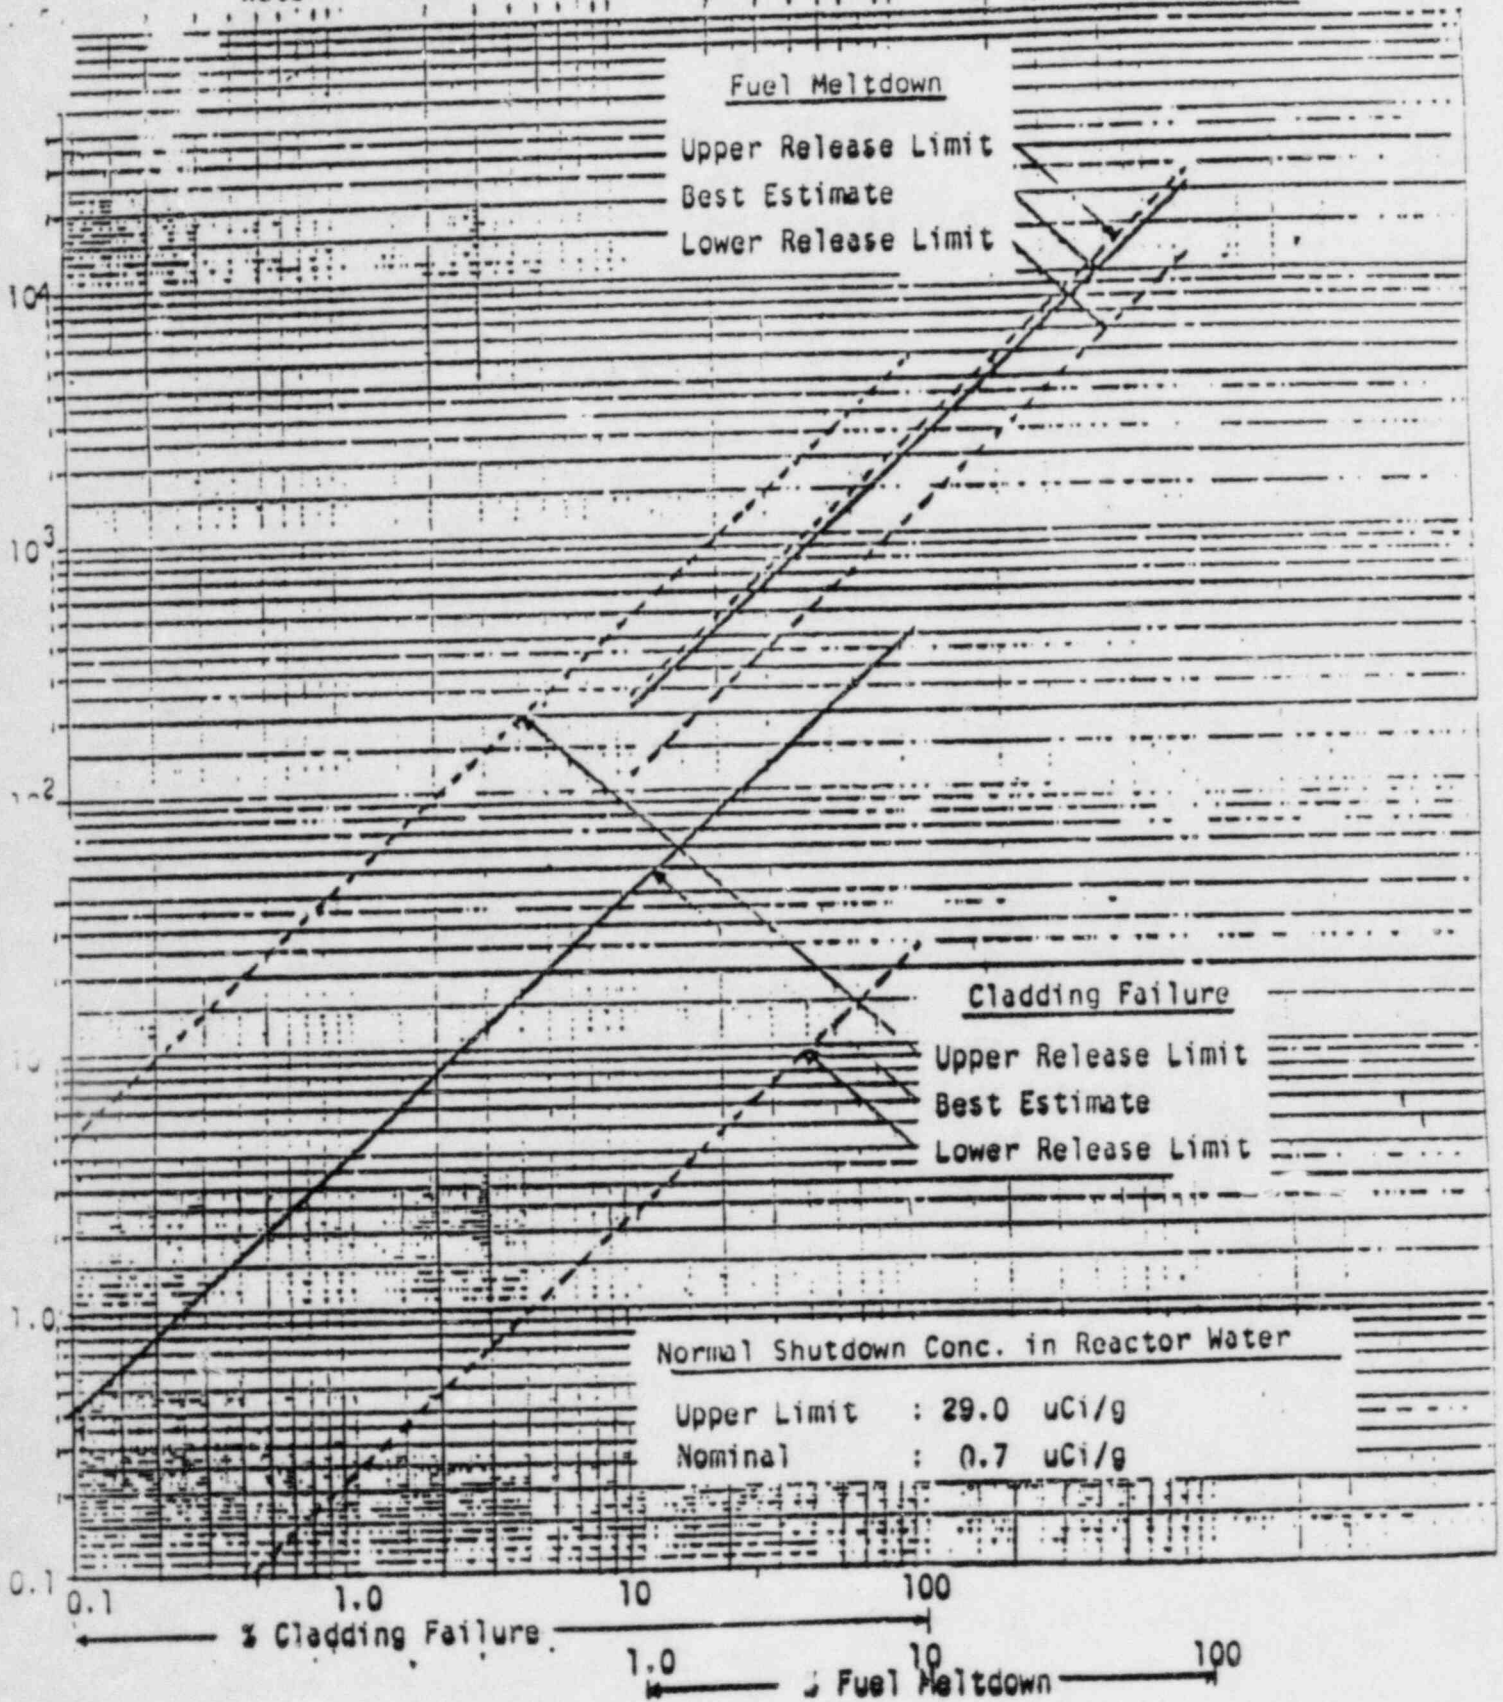 Fuel Meltdown
Upper Release Limit
Best Estimate
Lower Release Limit
10⁴
10³
10²
Cladding Failure
Upper Release Limit
Best Estimate
Lower Release Limit
1.0
Normal Shutdown Conc. in Reactor Water
Upper Limit : 29.0 uCi/g
Nominal : 0.7 uCi/g
0.1
0.1 1.0 10 100
% Cladding Failure
1.0 10 100
Fuel Meltdown